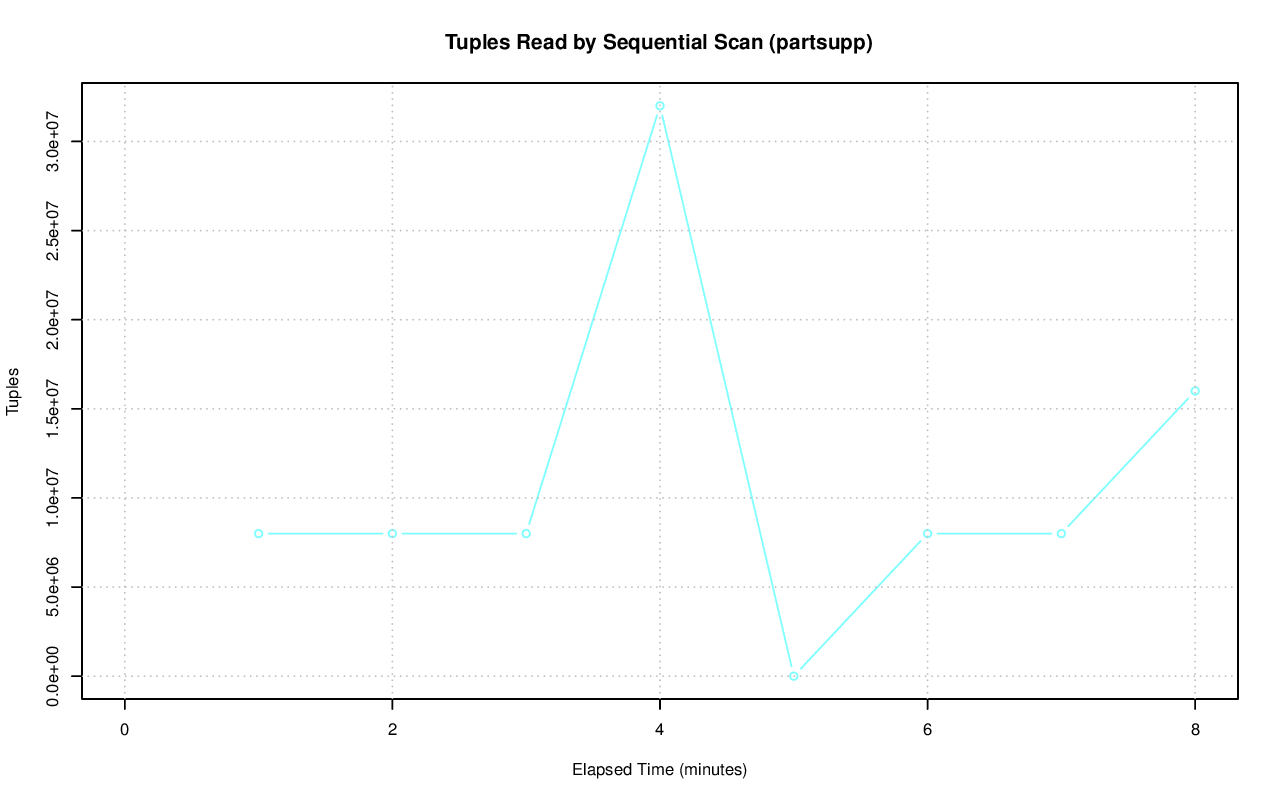 Tuples Read by Sequential Scan (partsupp)
Tuples
3.0e+07
2.5e+07
2.0e+07
1.5e+07
1.0e+07
5.0e+06
0.0e+00
0 2 4 6 8
Elapsed Time (minutes)